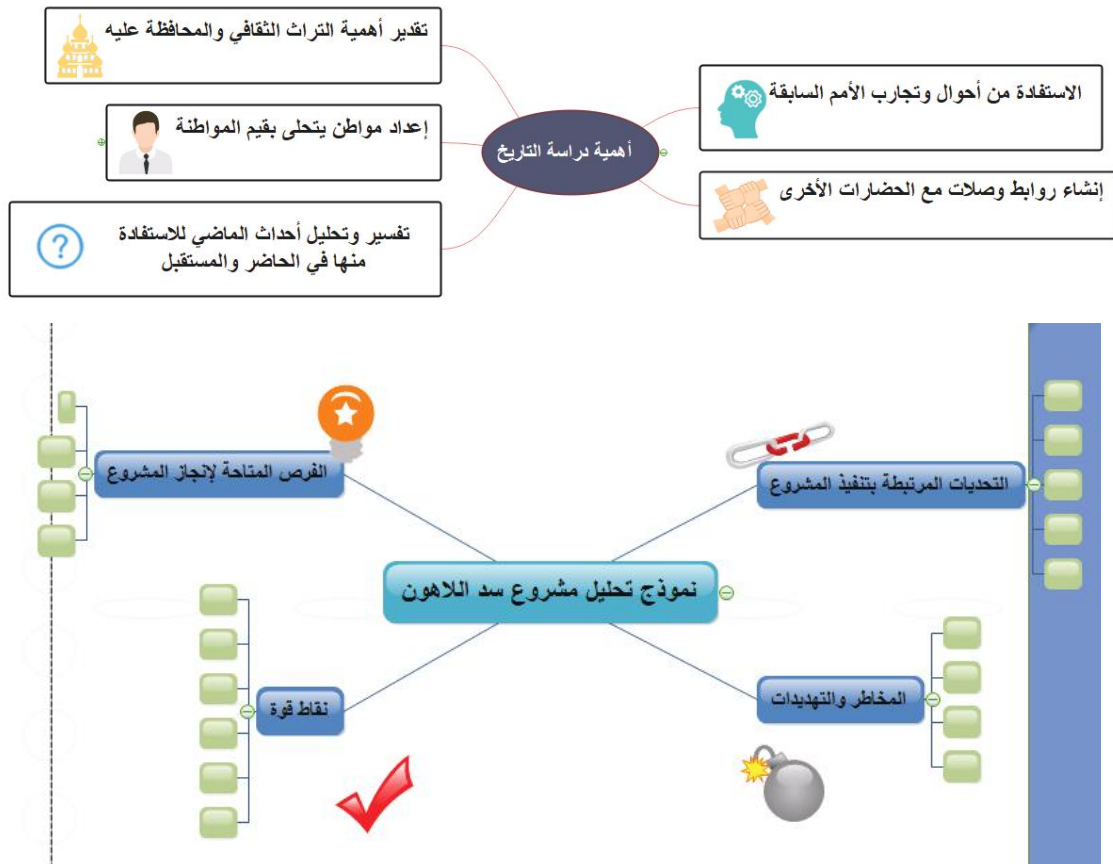 أهمية دراسة التاريخ
الاستفادة من أحوال وتجارب الأمم السابقة
إنشاء روابط وصلات مع الحضارات الأخرى
تقدير أهمية التراث الثقافي والمحافظة عليه
إعداد مواطن يتحلى بقيم المواطنة
تفسير وتحليل أحداث الماضي للاستفادة
منها في الحاضر والمستقبل
?
نموذج تحليل مشروع سد اللاهون
التحديات المرتبطة بتنفيذ المشروع
المخاطر والتهديدات
الفرص المتاحة لإنجاز المشروع
نقاط قوة